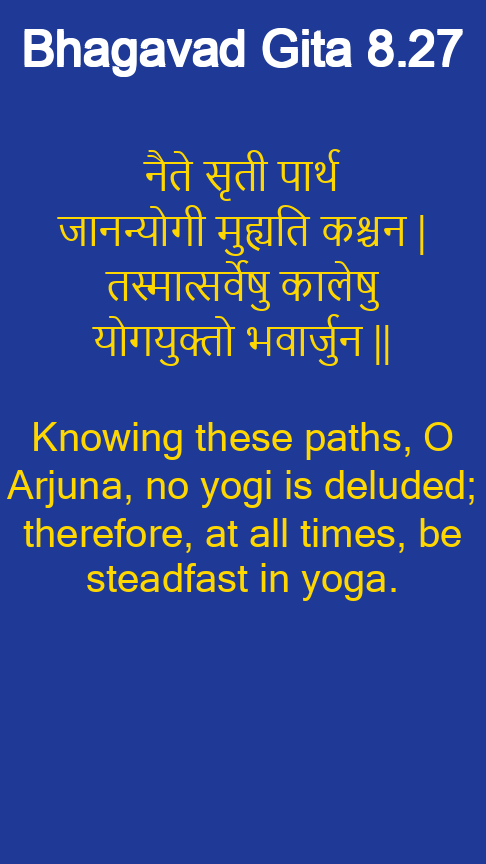 Bhagavad Gita 8.27
नैते सृती पार्थ
जानन्योगी मुह्यति कश्चन |
तस्मात्सर्वेषु कालेषु
योगयुक्तो भवार्जुन ||
Knowing these paths, O
Arjuna, no yogi is deluded;
therefore, at all times, be
steadfast in yoga.